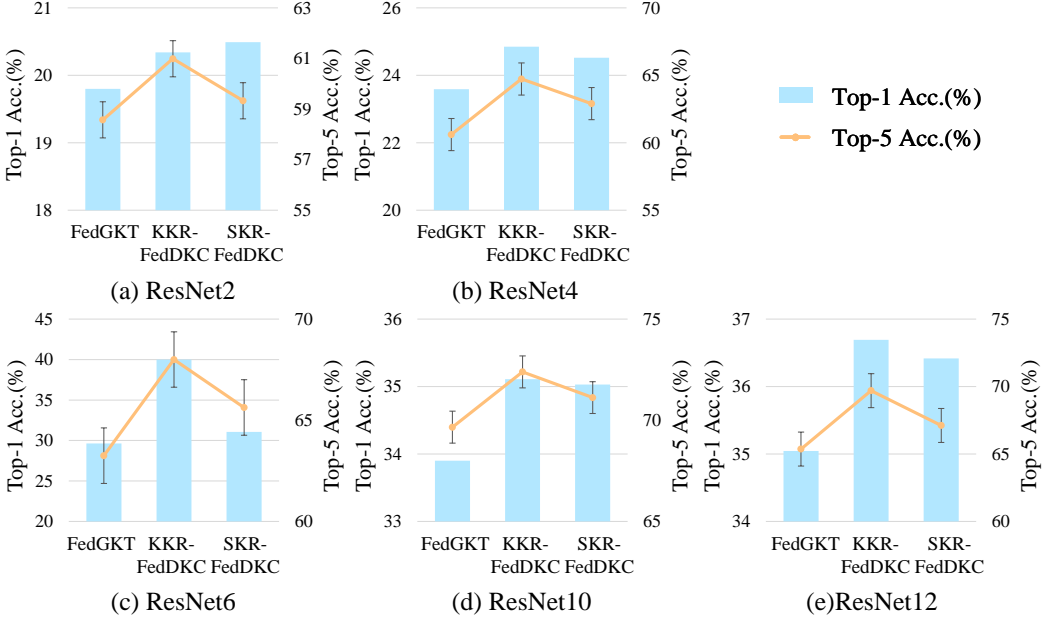 21
20
19
18
Top-1 Acc.(%)
63
61
59
57
55
Top-5 Acc.(%)
FedGKT
KKR-
FedDKC
SKR-
FedDKC
(a) ResNet2
26
24
22
20
Top-1 Acc.(%)
70
65
60
55
Top-5 Acc.(%)
FedGKT
KKR-
FedDKC
SKR-
FedDKC
(b) ResNet4
Top-1 Acc.(%)
Top-5 Acc.(%)
45
40
35
30
25
20
Top-1 Acc.(%)
70
65
60
Top-5 Acc.(%)
FedGKT
KKR-
FedDKC
SKR-
FedDKC
(c) ResNet6
36
35
34
33
Top-1 Acc.(%)
75
70
65
Top-5 Acc.(%)
FedGKT
KKR-
FedDKC
SKR-
FedDKC
(d) ResNet10
37
36
35
34
Top-1 Acc.(%)
75
70
65
60
Top-5 Acc.(%)
FedGKT
KKR-
FedDKC
SKR-
FedDKC
(e)ResNet12